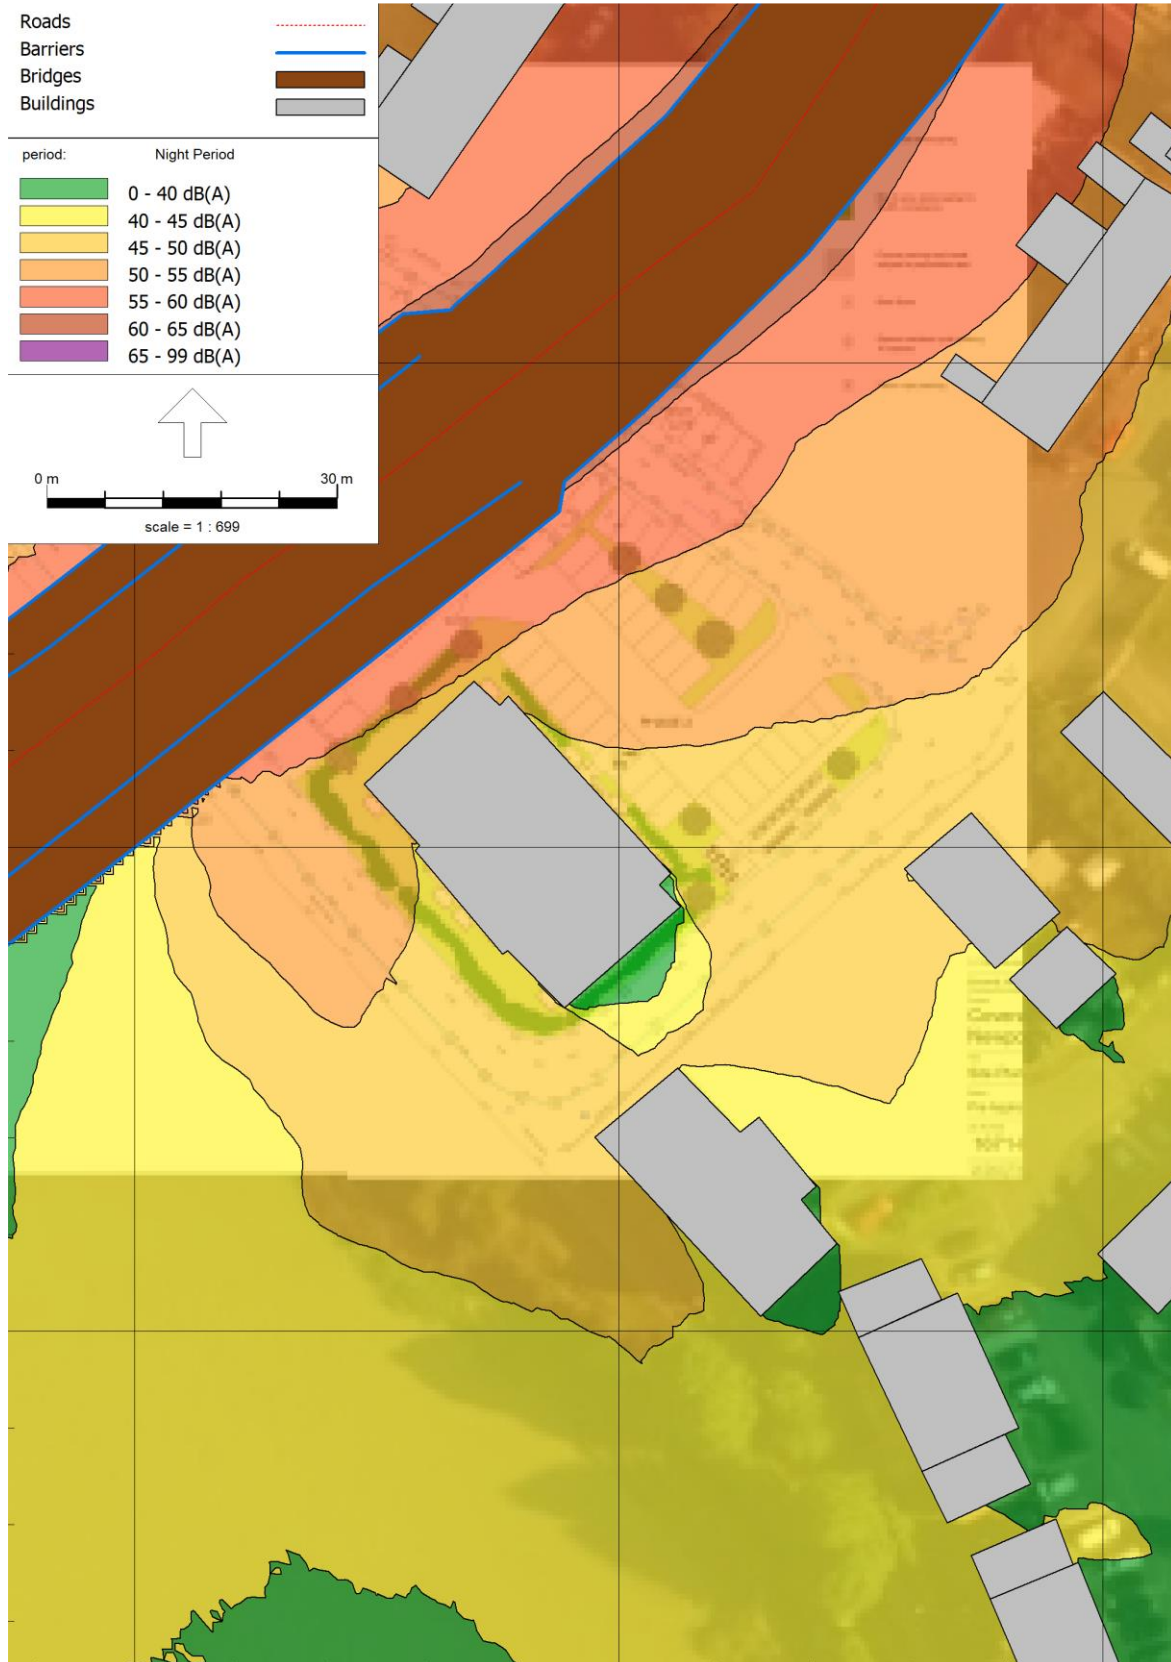 Roads
Barriers
Bridges
Buildings
period: Night Period
0 - 40 dB(A)
40 - 45 dB(A)
45 - 50 dB(A)
50 - 55 dB(A)
55 - 60 dB(A)
60 - 65 dB(A)
65 - 99 dB(A)
0 m 30 m
scale = 1 : 699